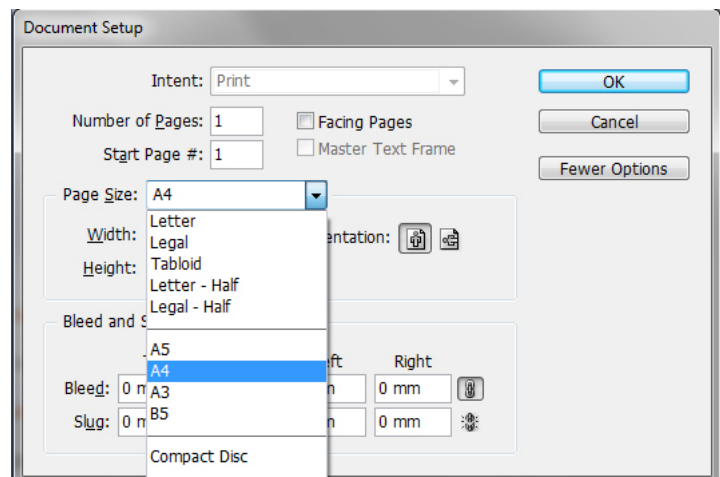 Document Setup
Intent: Print
OK
Number of Pages: 1
Facing Pages
Cancel
Start Page #: 1
Master Text Frame
Fewer Options
Page Size: A4
Letter
Width:
Legal
entation:
Tabloid
Height:
Letter - Half
Legal - Half
Bleed and S
A5
ft Right
A4
Bleed: 0 m
A3
n 0 mm
B5
Slug: 0 m
n 0 mm
Compact Disc